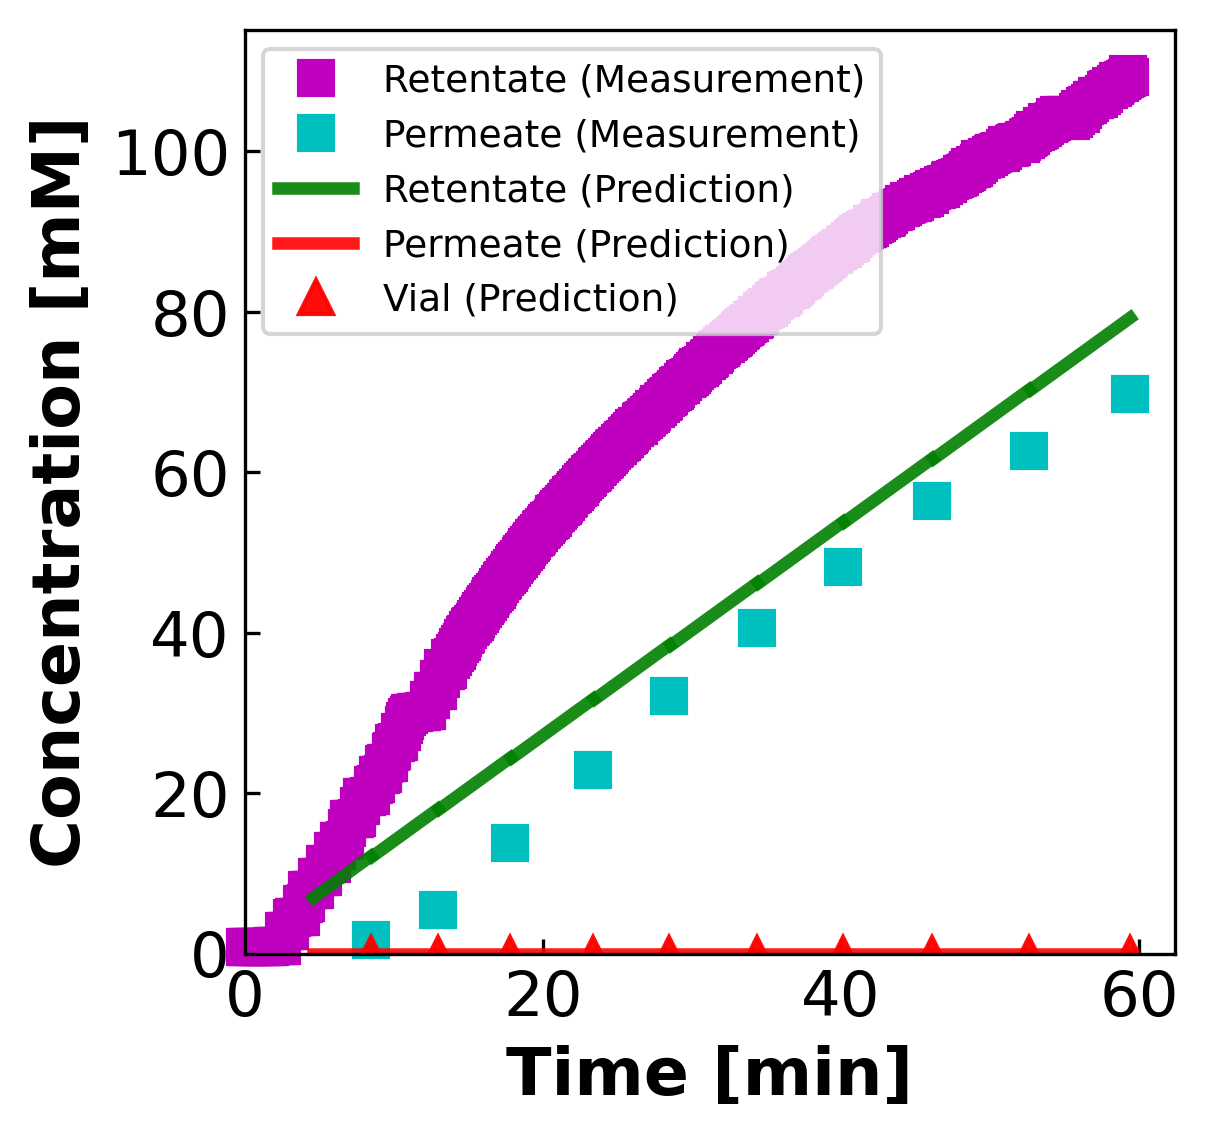 Retentate (Measurement)
Permeate (Measurement)
Retentate (Prediction)
Permeate (Prediction)
Vial (Prediction)
Concentration [mM]
100
80
60
40
20
0
0 20 40 60
Time [min]